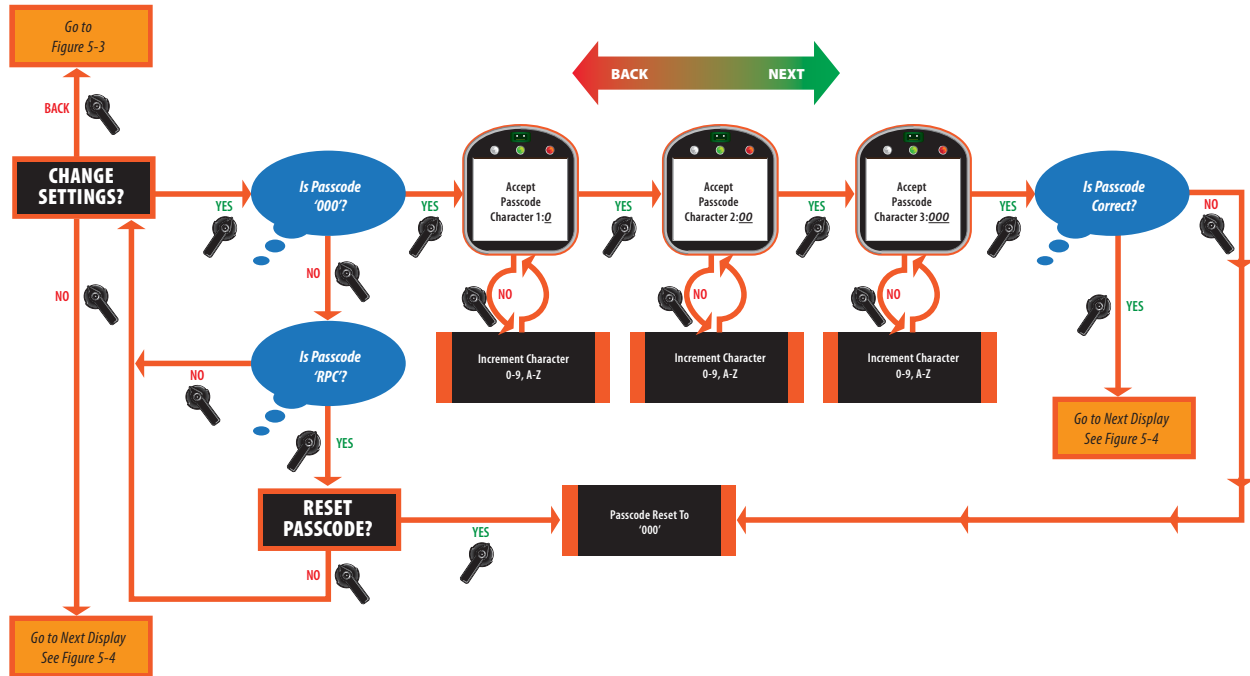 Go to
Figure 5-3
BACK
NEXT
BACK
CHANGE
SETTINGS?
YES
Is Passcode
'000'?
YES
Accept
Passcode
Character 1:0
YES
Accept
Passcode
Character 2:00
YES
Accept
Passcode
Character 3:000
YES
Is Passcode
Correct?
NO
NO
NO
NO
NO
NO
YES
Is Passcode
'RPC'?
NO
Increment Character
0-9, A-Z
Increment Character
0-9, A-Z
Increment Character
0-9, A-Z
YES
Go to Next Display
See Figure 5-4
RESET
PASSCODE?
YES
Passcode Reset To
'000'
NO
Go to Next Display
See Figure 5-4